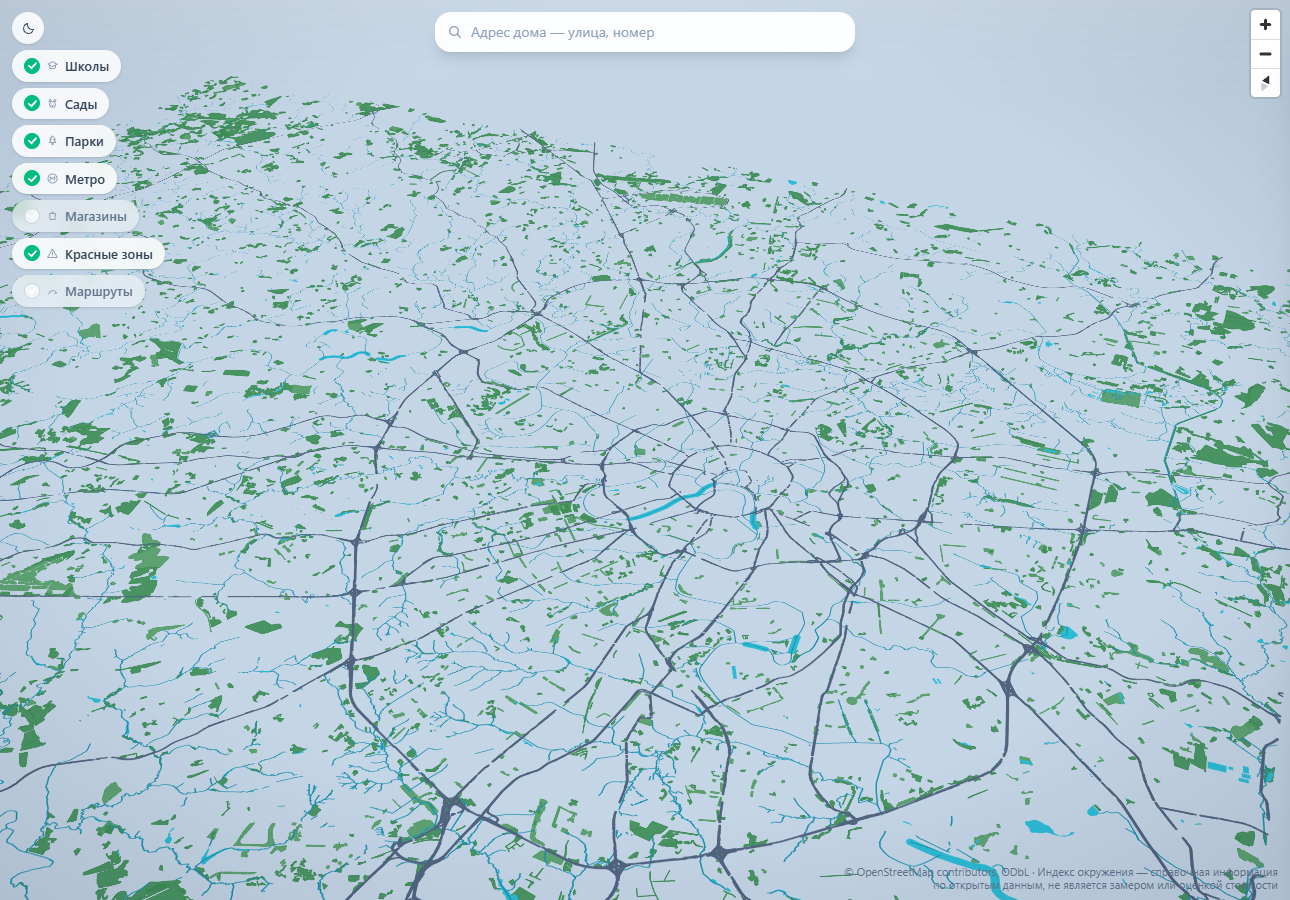 Адрес дома — улица, номер
Школы
Сады
Парки
Метро
Магазины
Красные зоны
Маршруты
© OpenStreetMap contributors, ODbL · Индекс окружения — справочная информация
по открытым данным, не является замером или оценкой стоимости